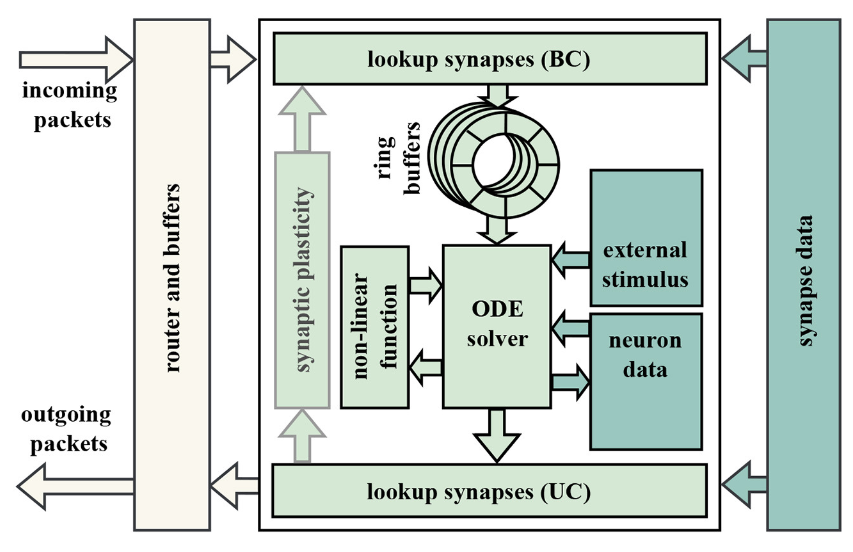 lookup synapses (BC)
incoming
packets
ring
buffers
router and buffers
synaptic plasticity
non-linear
function
ODE
solver
external
stimulus
neuron
data
synapse data
outgoing
packets
lookup synapses (UC)